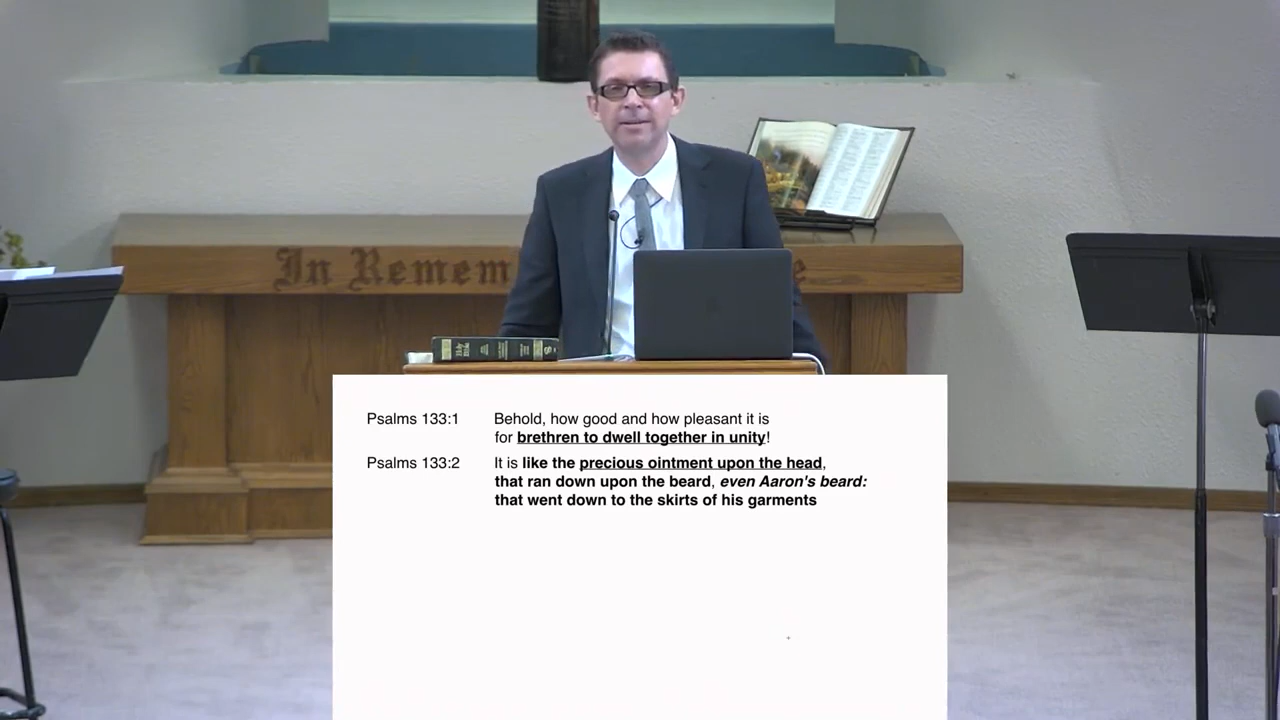 In Remem e
Holy Bible
Psalms 133:1 Behold, how good and how pleasant it is
for brethren to dwell together in unity!
Psalms 133:2 It is like the precious ointment upon the head,
that ran down upon the beard, even Aaron's beard:
that went down to the skirts of his garments